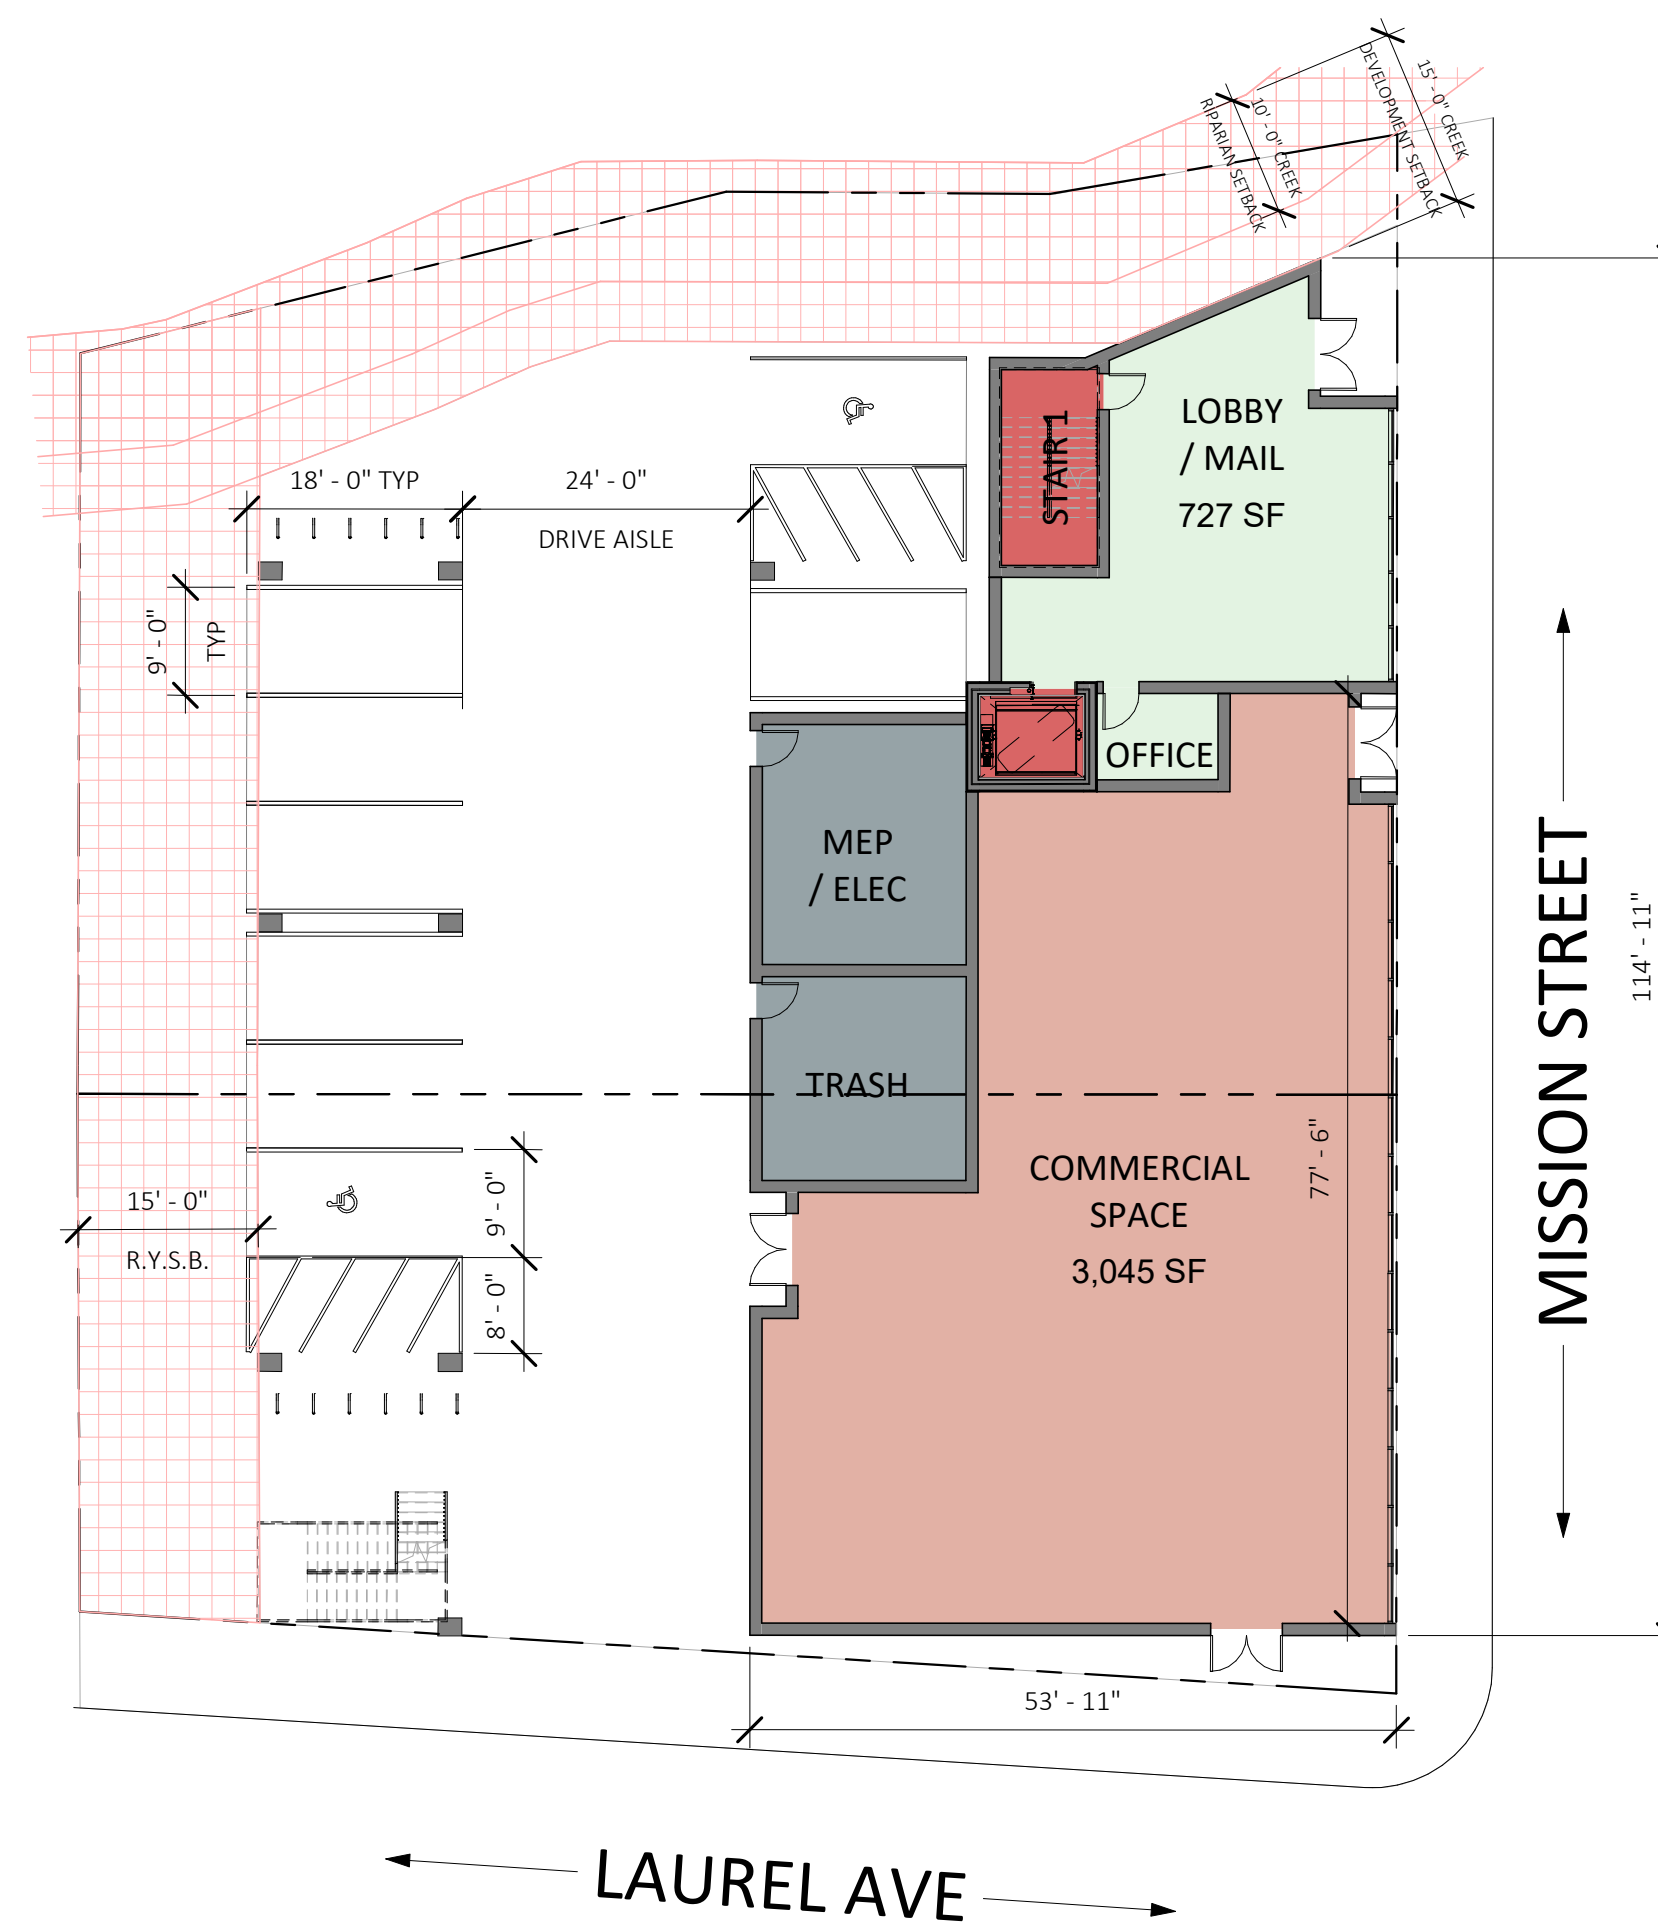 15' - 0" CREEK
DEVELOPMENT SETBACK
10' - 0" CREEK
RIPARIAN SETBACK
LOBBY
/ MAIL
727 SF
STAIR 1
18' - 0" TYP
24' - 0"
DRIVE AISLE
9' - 0"
TYP
OFFICE
MEP
/ ELEC
TRASH
COMMERCIAL
SPACE
3,045 SF
77' - 6"
MISSION STREET
114' - 11"
15' - 0"
R.Y.S.B.
9' - 0"
8' - 0"
53' - 11"
LAUREL AVE